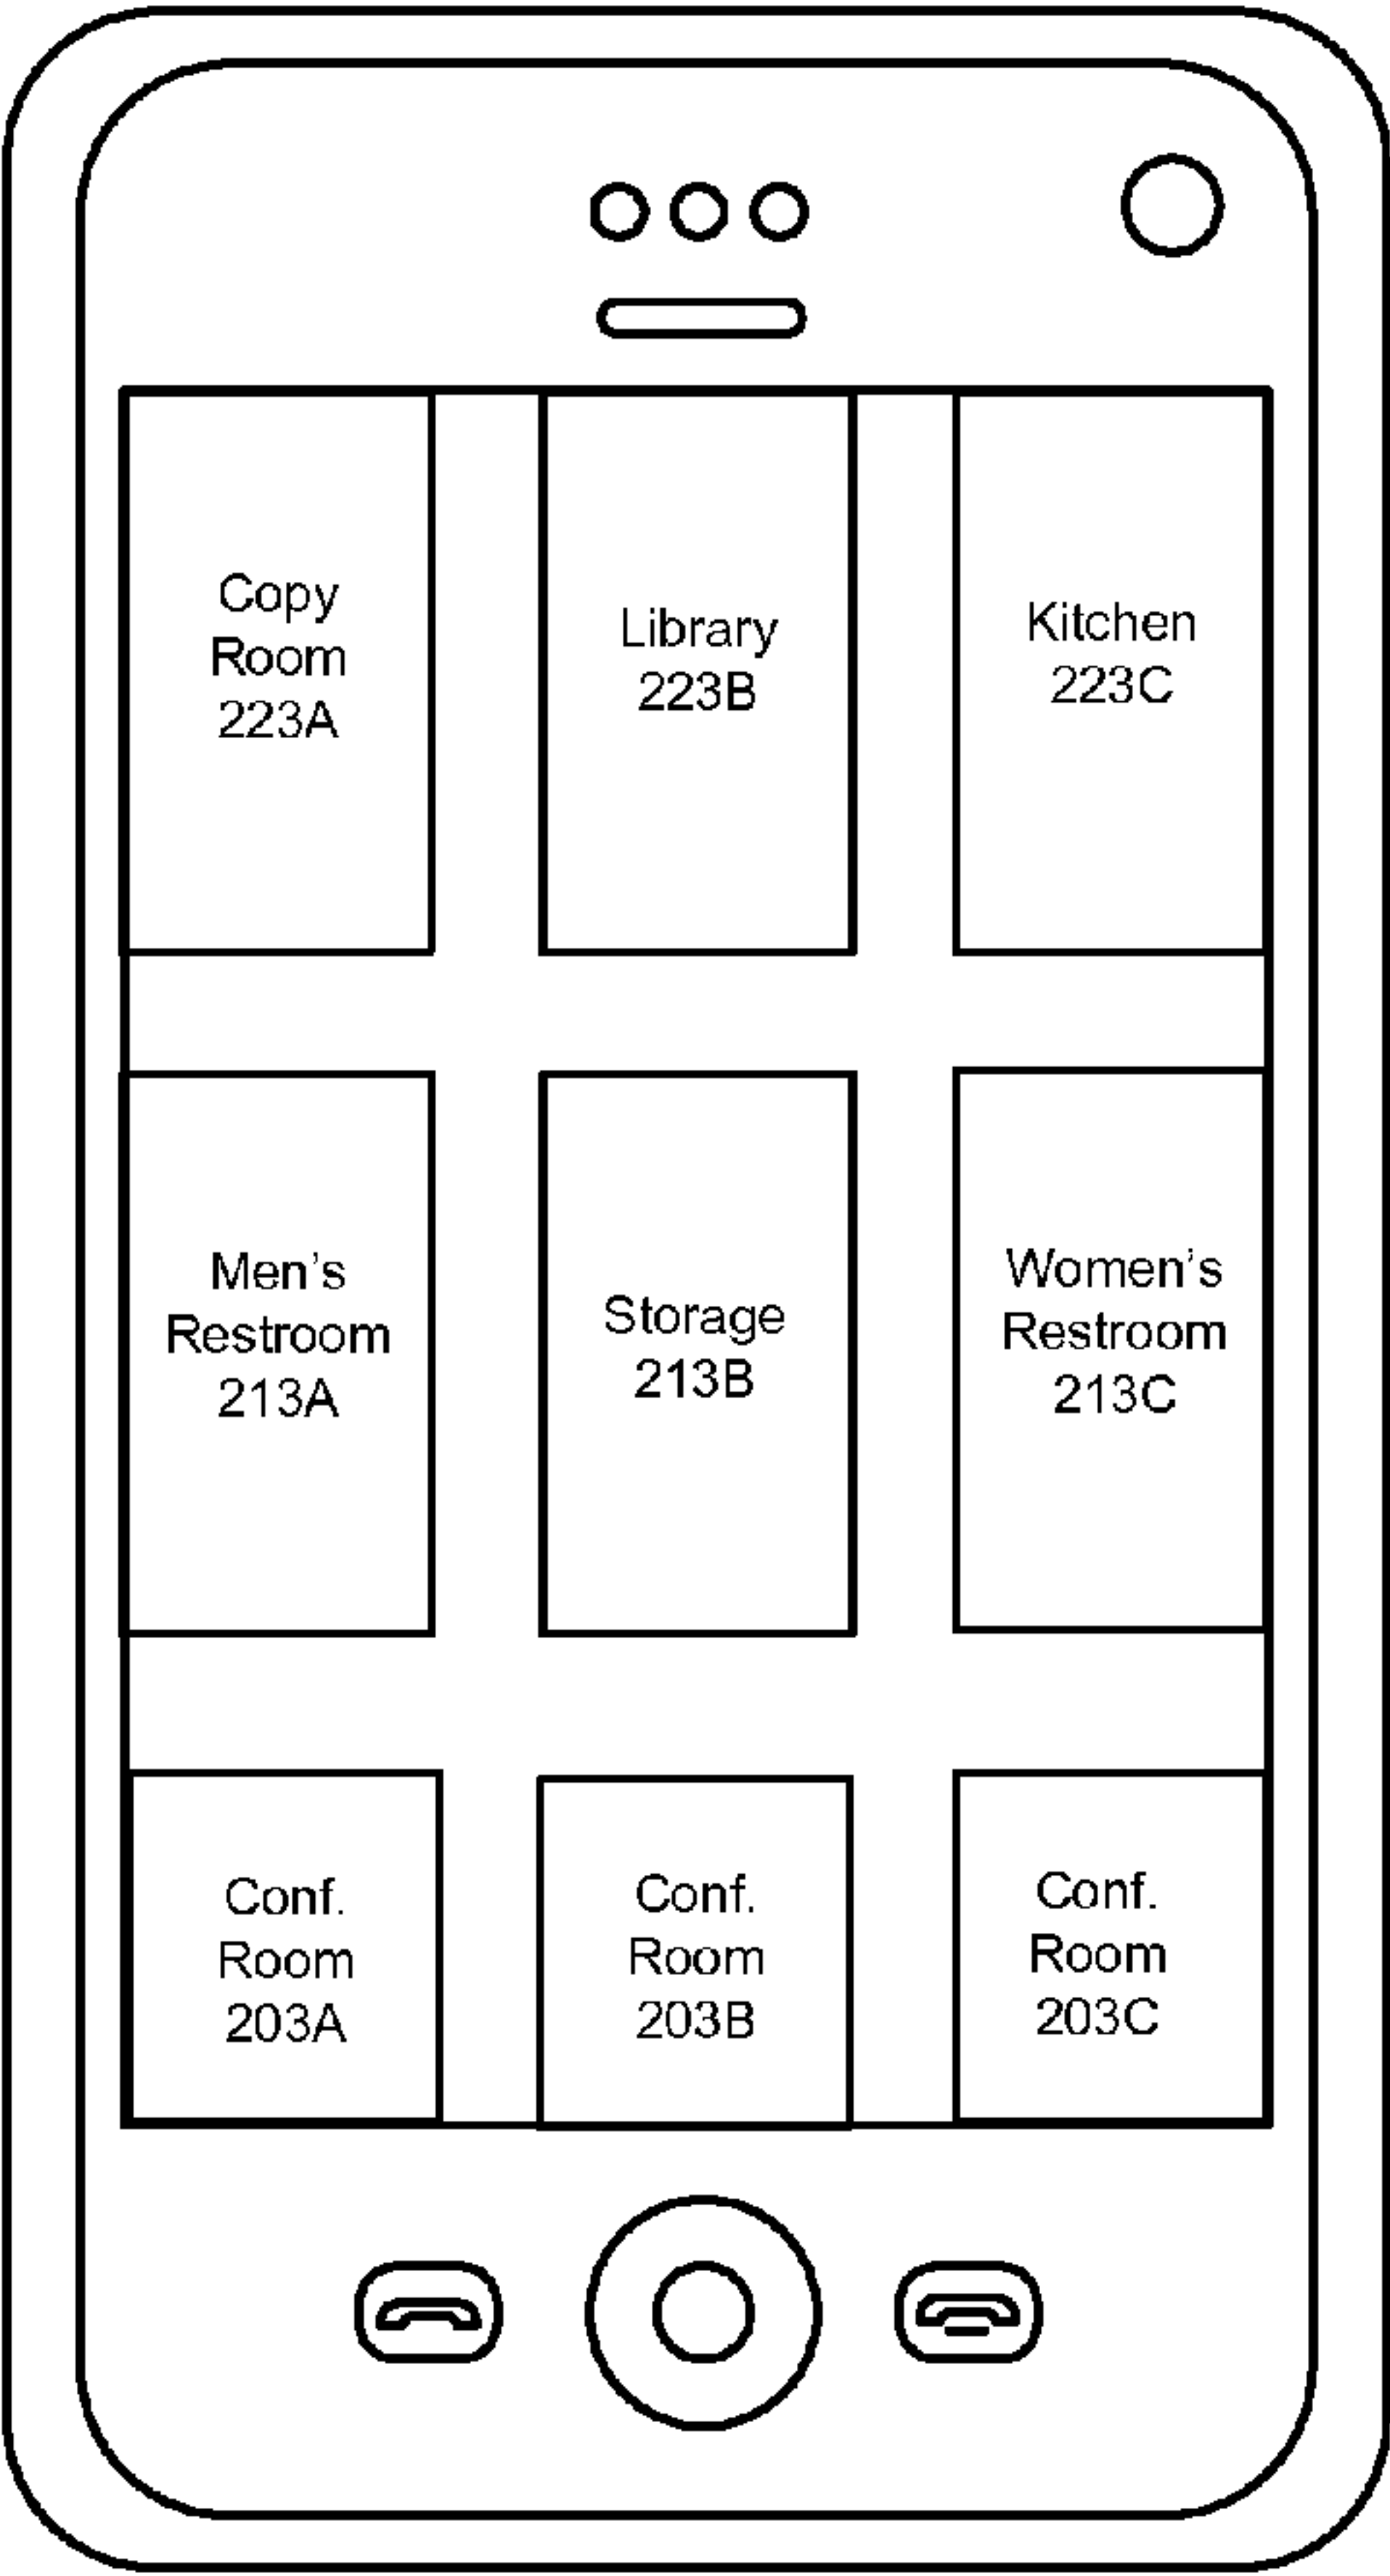 Copy
Room
223A
Library
223B
Kitchen
223C
Men's
Restroom
213A
Storage
213B
Women's
Restroom
213C
Conf.
Room
203A
Conf.
Room
203B
Conf.
Room
203C